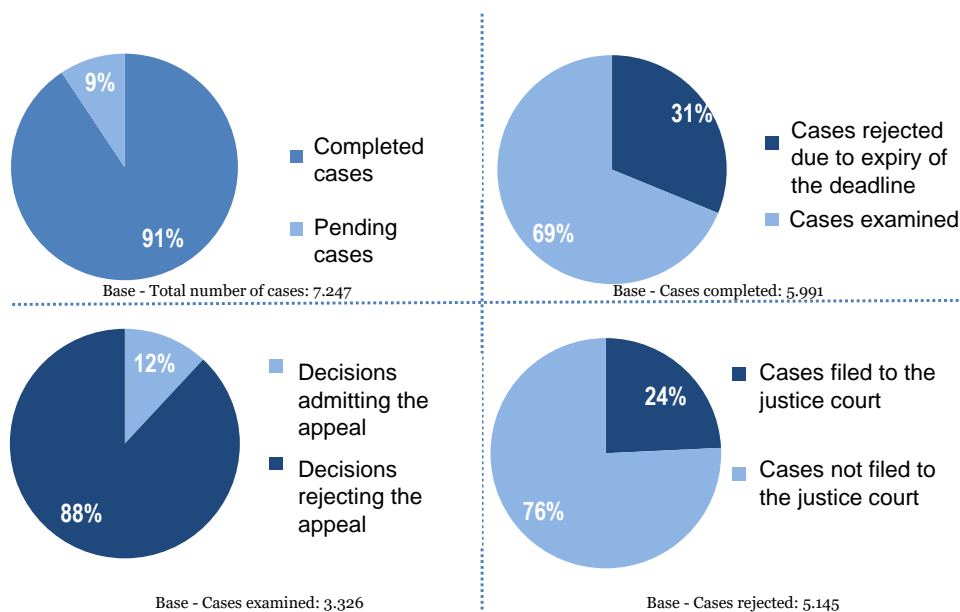 9%
91%
Completed
cases
Pending
cases
Base - Total number of cases: 7.247
31%
69%
Cases rejected
due to expiry of
the deadline
Cases examined
Base - Cases completed: 5.991
12%
88%
Decisions
admitting the
appeal
Decisions
rejecting the
appeal
Base - Cases examined: 3.326
24%
76%
Cases filed to the
justice court
Cases not filed to
the justice court
Base - Cases rejected: 5.145